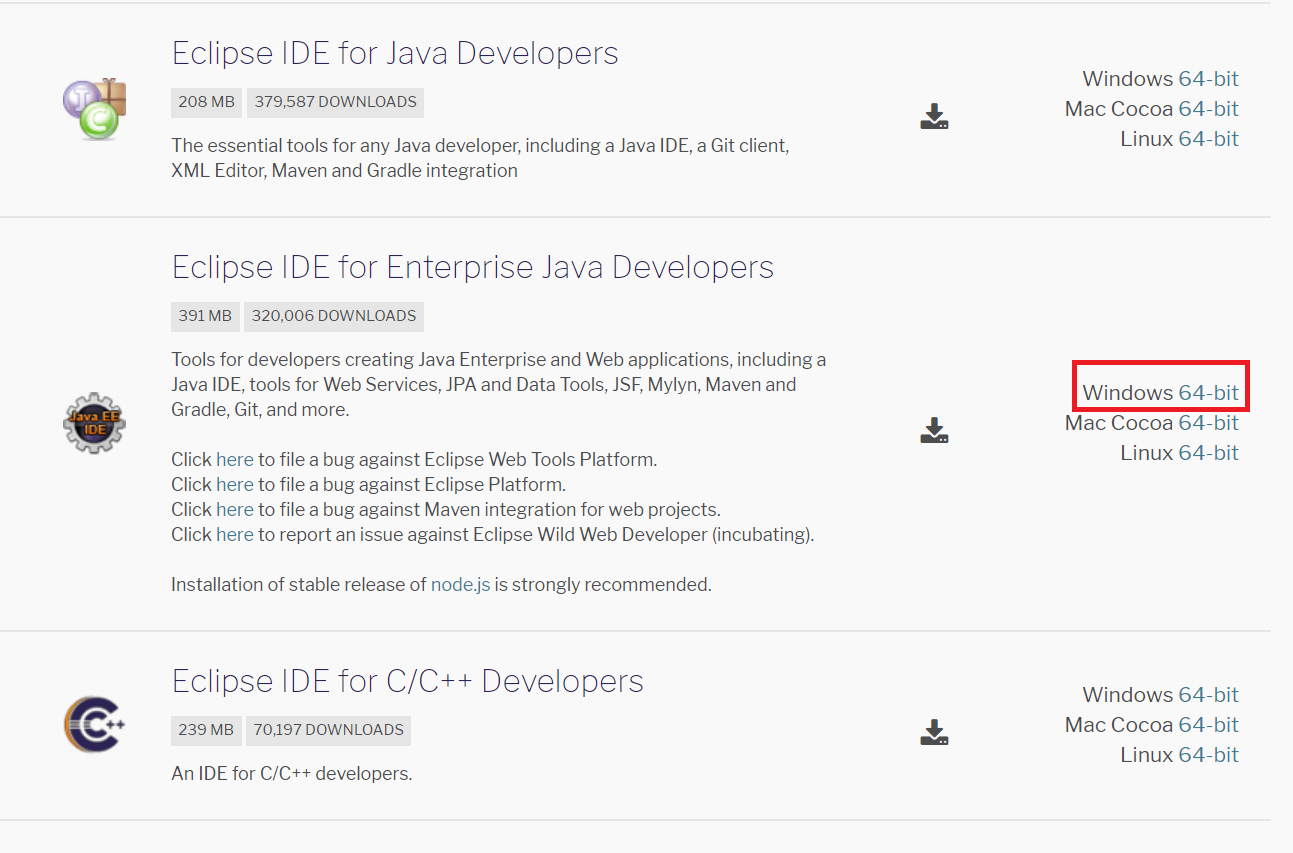 Eclipse IDE for Java Developers
208 MB 379,587 DOWNLOADS
The essential tools for any Java developer, including a Java IDE, a Git client,
XML Editor, Maven and Gradle integration
Windows 64-bit
Mac Cocoa 64-bit
Linux 64-bit
Eclipse IDE for Enterprise Java Developers
391 MB 320,006 DOWNLOADS
Tools for developers creating Java Enterprise and Web applications, including a
Java IDE, tools for Web Services, JPA and Data Tools, JSF, Mylyn, Maven and
Gradle, Git, and more.
Click here to file a bug against Eclipse Web Tools Platform.
Click here to file a bug against Eclipse Platform.
Click here to file a bug against Maven integration for web projects.
Click here to report an issue against Eclipse Wild Web Developer (incubating).
Installation of stable release of node.js is strongly recommended.
Java EE
IDE
Windows 64-bit
Mac Cocoa 64-bit
Linux 64-bit
Eclipse IDE for C/C++ Developers
239 MB 70,197 DOWNLOADS
An IDE for C/C++ developers.
C++
Windows 64-bit
Mac Cocoa 64-bit
Linux 64-bit
J
C